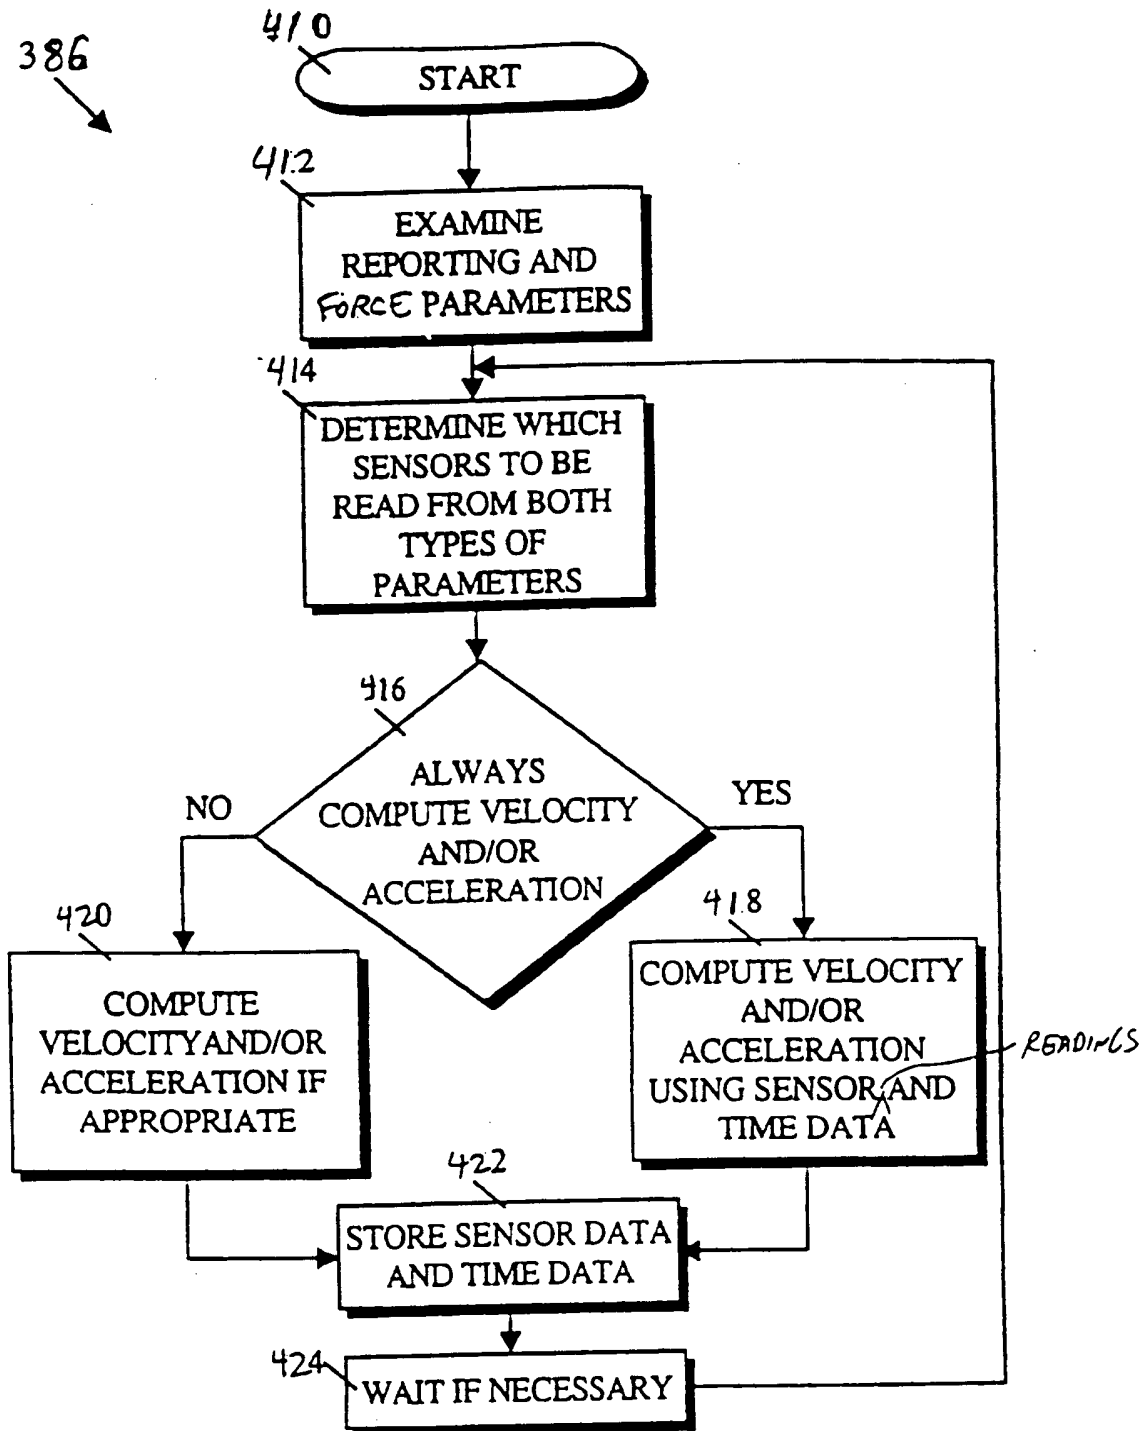 410
386
START
412
EXAMINE
REPORTING AND
FORCE PARAMETERS
414
DETERMINE WHICH
SENSORS TO BE
READ FROM BOTH
TYPES OF
PARAMETERS
416
ALWAYS
COMPUTE VELOCITY
AND/OR
ACCELERATION
NO
YES
420
COMPUTE
VELOCITYAND/OR
ACCELERATION IF
APPROPRIATE
418
COMPUTE VELOCITY
AND/OR
ACCELERATION
USING SENSOR AND
TIME DATA
READINGS
422
STORE SENSOR DATA
AND TIME DATA
424
WAIT IF NECESSARY